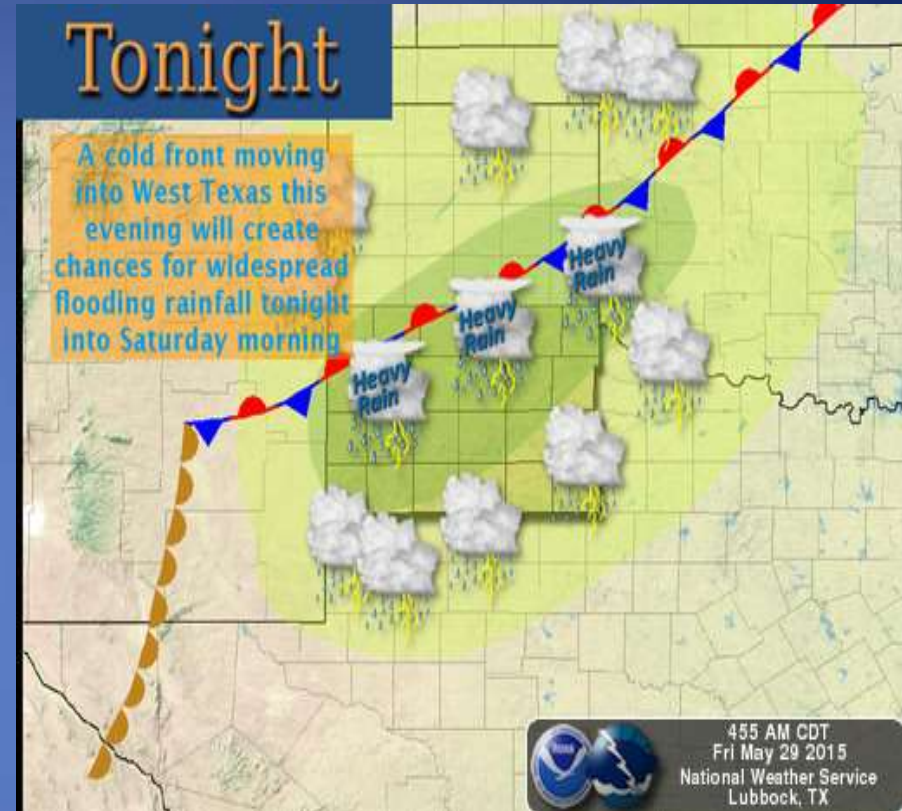 Tonight
A cold front moving
into West Texas this
evening will create
chances for widespread
flooding rainfall tonight
into Saturday morning
Heavy
Rain
Heavy
Rain
Heavy
Rain
455 AM CDT
Fri May 29 2015
National Weather Service
Lubbock, TX